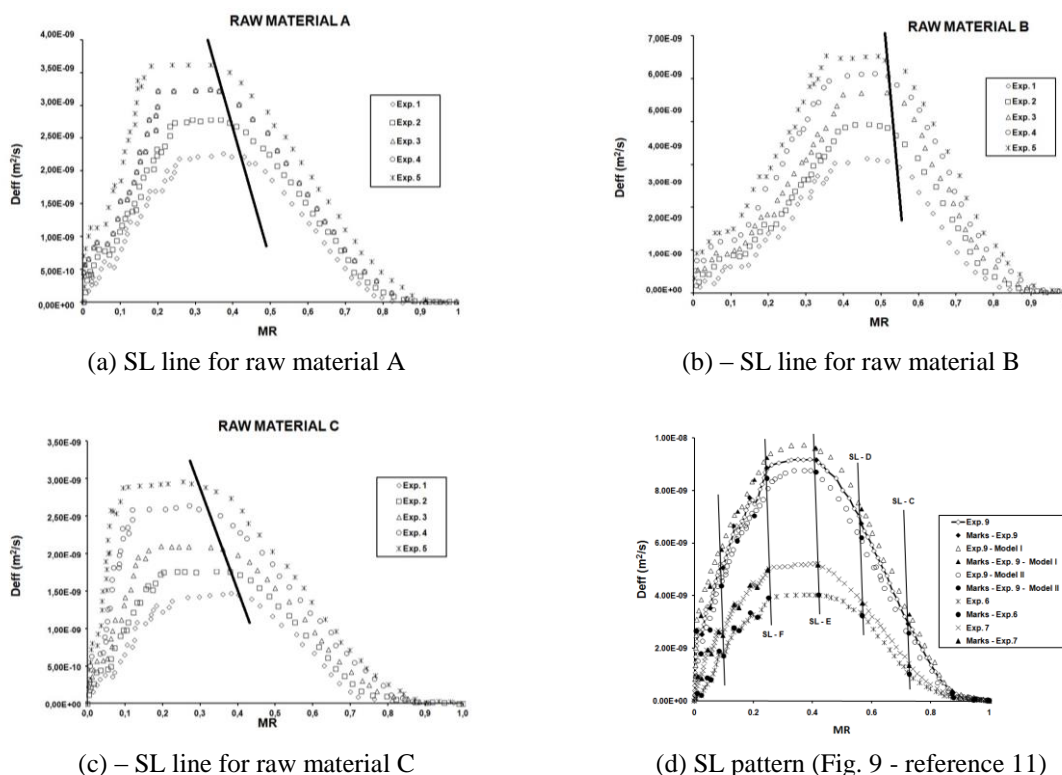 RAW MATERIAL A
4,00E-09
3,50E-09
3,00E-09
2,50E-09
2,00E-09
1,50E-09
1,00E-09
5,00E-10
0,00E+00
Deff (m²/s)
0 0,1 0,2 0,3 0,4 0,5 0,6 0,7 0,8 0,9 1
MR
Exp. 1
Exp. 2
Exp. 3
Exp. 4
Exp. 5
(a) SL line for raw material A
RAW MATERIAL B
7,00E-09
6,00E-09
5,00E-09
4,00E-09
3,00E-09
2,00E-09
1,00E-09
0,00E+00
Deff (m²/s)
0 0,1 0,2 0,3 0,4 0,5 0,6 0,7 0,8 0,9
MR
Exp. 1
Exp. 2
Exp. 3
Exp. 4
Exp. 5
(b) – SL line for raw material B
RAW MATERIAL C
3,50E-09
3,00E-09
2,50E-09
2,00E-09
1,50E-09
1,00E-09
5,00E-10
0,00E+00
Deff (m²/s)
0,0 0,1 0,2 0,3 0,4 0,5 0,6 0,7 0,8 0,9 1,0
MR
Exp. 1
Exp. 2
Exp. 3
Exp. 4
Exp. 5
(c) – SL line for raw material C
1.00E-08
8.00E-09
6.00E-09
4.00E-09
2.00E-09
0.00E+00
Deff (m²/s)
0 0.2 0.4 0.6 0.8 1
MR
SL - D
SL - C
SL - F
SL - E
Exp. 9
Marks - Exp.9
Exp.9 - Model I
Marks - Exp. 9 - Model I
Exp.9 - Model II
Marks - Exp. 9 - Model II
Exp. 6
Marks - Exp.6
Exp. 7
Marks - Exp.7
(d) SL pattern (Fig. 9 - reference 11)